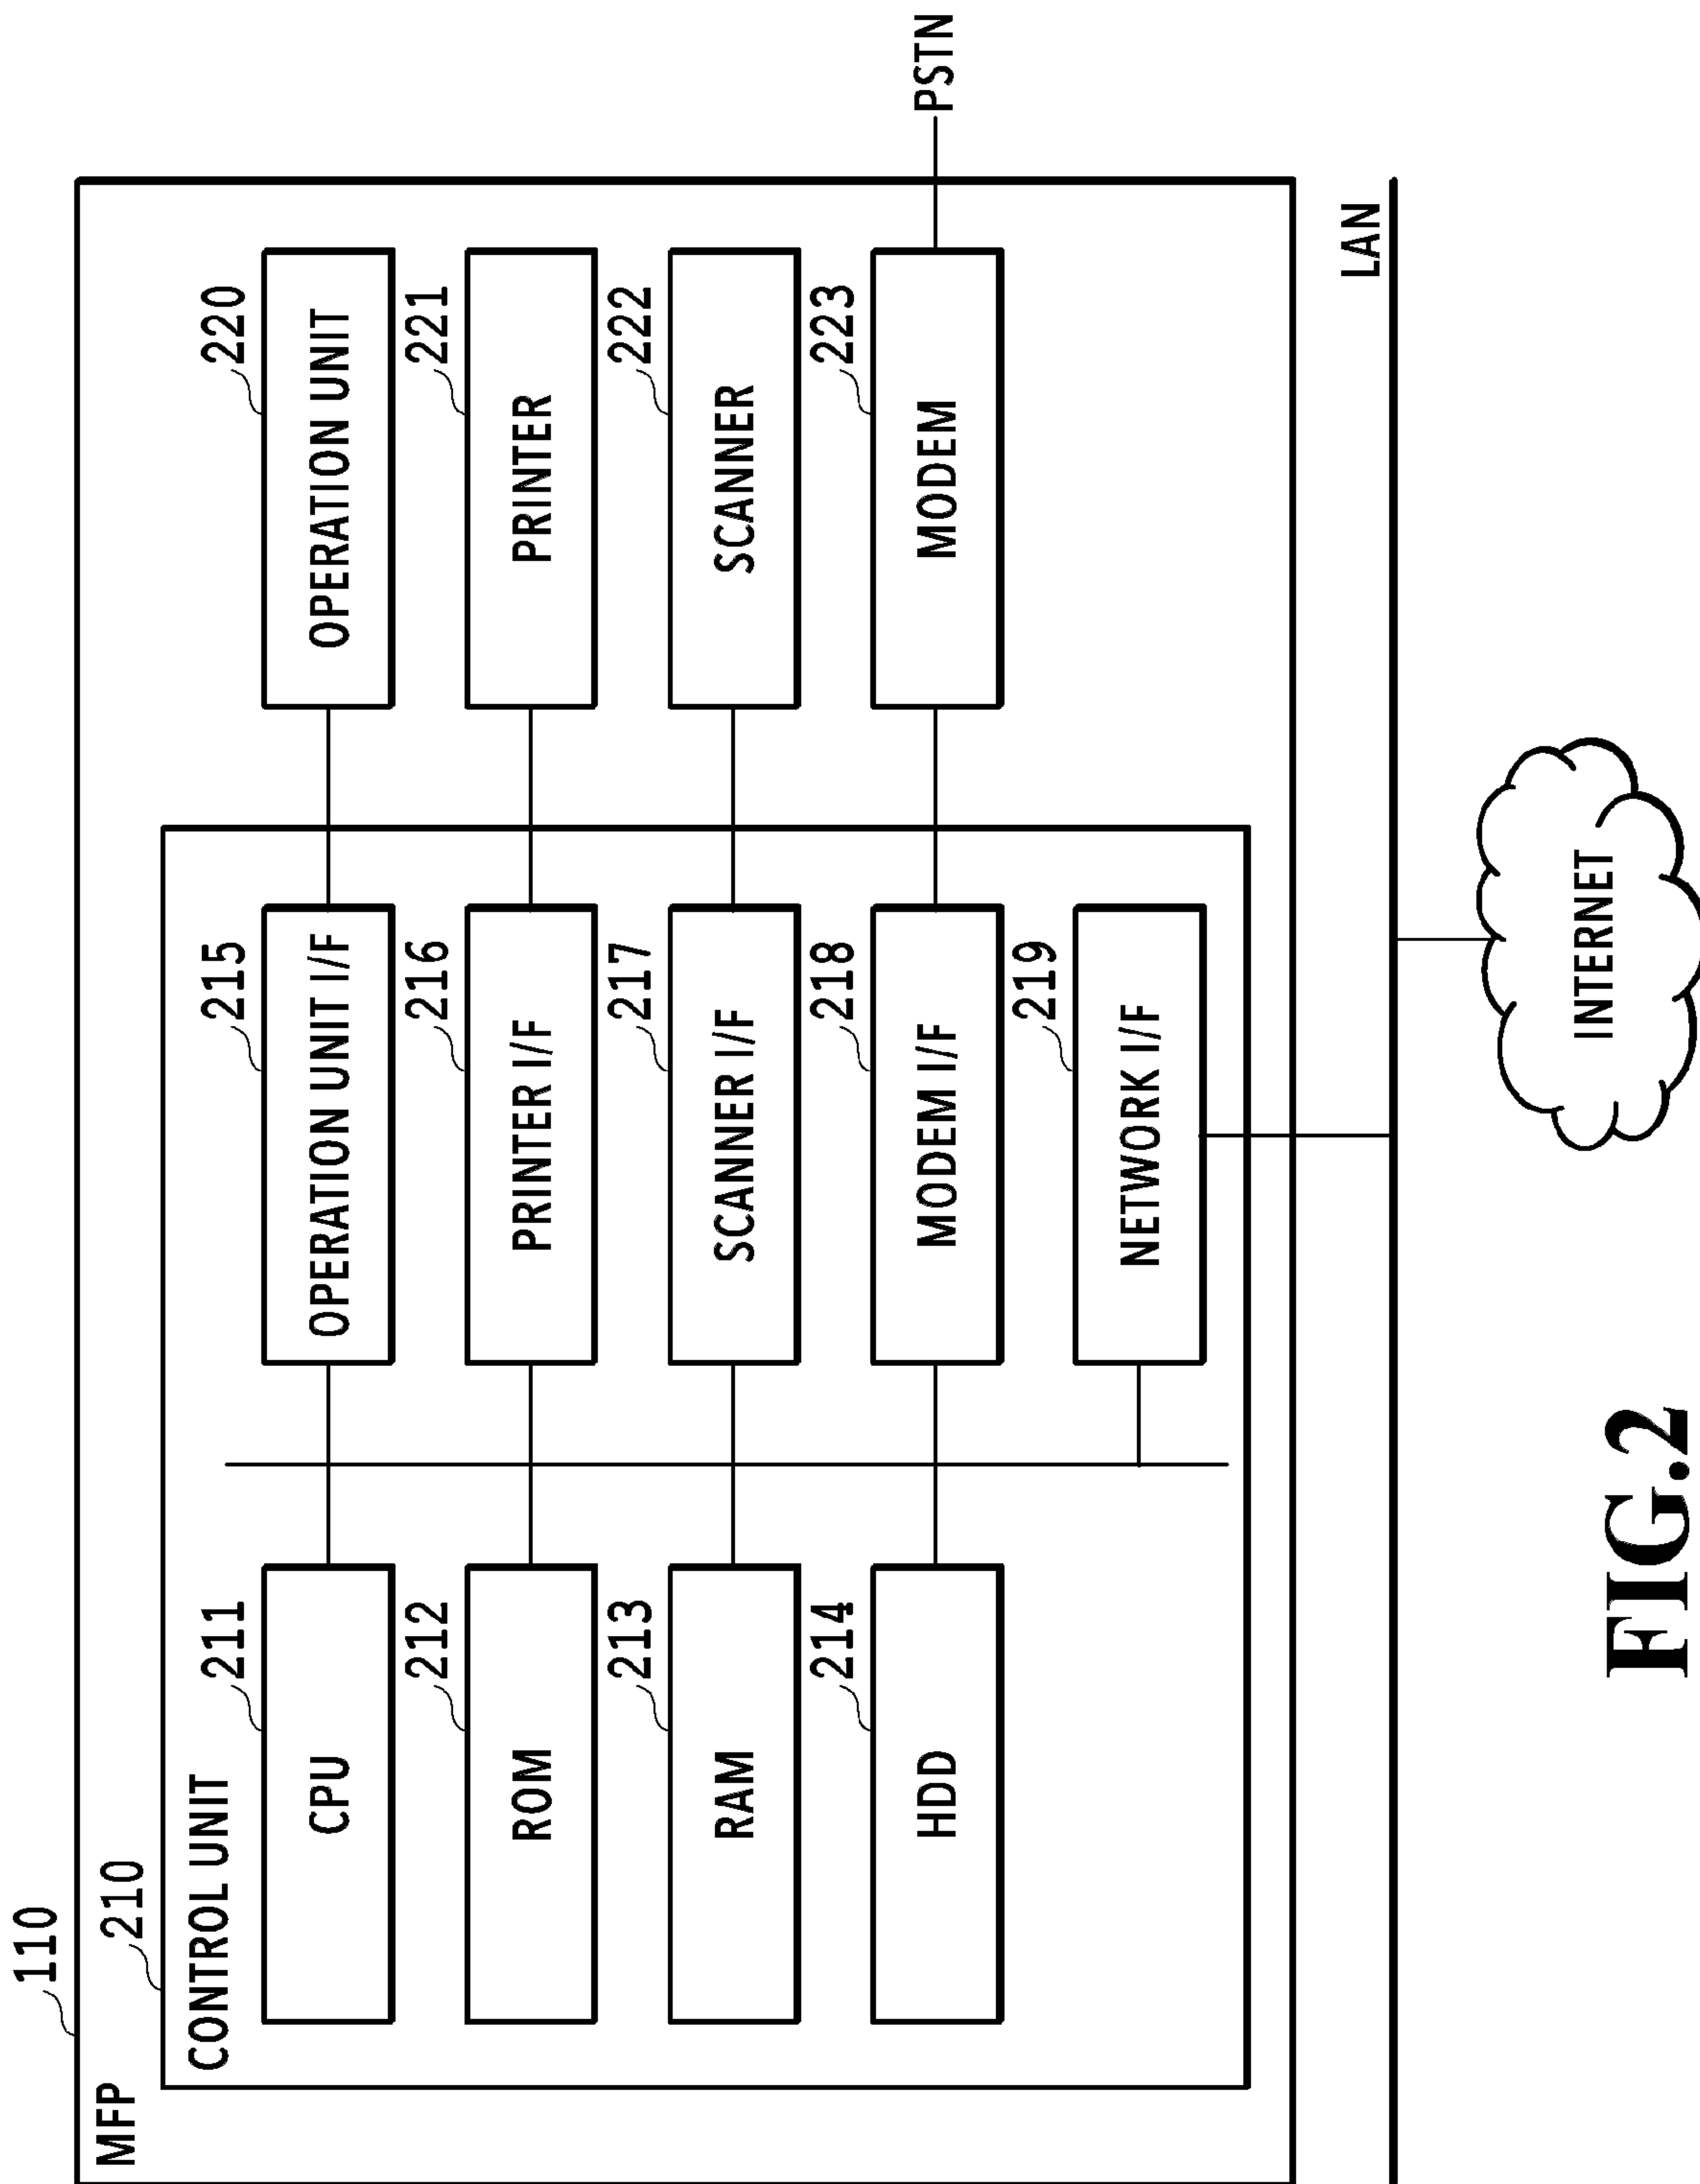 110
MFP
210
CONTROL UNIT
211
CPU
215
OPERATION UNIT I/F
220
OPERATION UNIT
212
ROM
216
PRINTER I/F
221
PRINTER
213
RAM
217
SCANNER I/F
222
SCANNER
214
HDD
218
MODEM I/F
223
MODEM
PSTN
219
NETWORK I/F
LAN
INTERNET
FIG.2